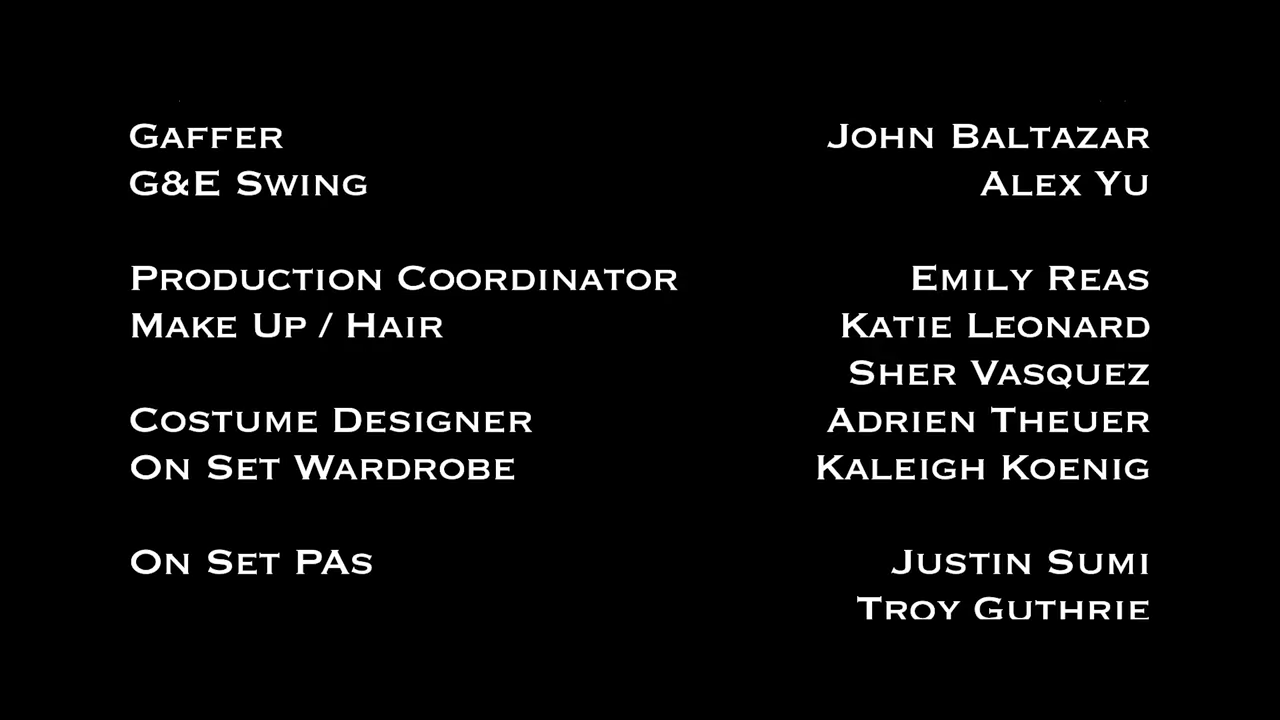 Gaffer John Baltazar
G&E Swing Alex Yu
Production Coordinator Emily Reas
Make Up / Hair Katie Leonard
Sher Vasquez
Costume Designer Adrien Theuer
On Set Wardrobe Kaleigh Koenig
On Set PAs Justin Sumi
Troy Guthrie